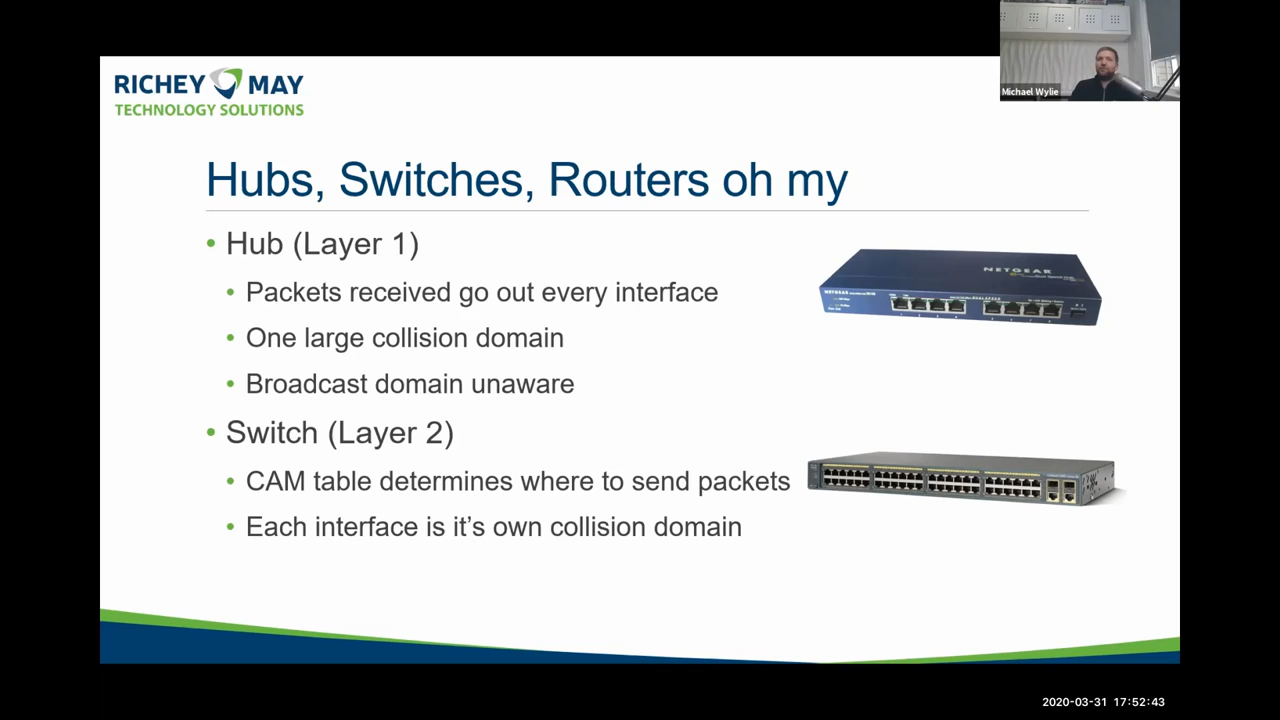 RICHEY MAY
TECHNOLOGY SOLUTIONS
Michael Wylie
Hubs, Switches, Routers oh my
• Hub (Layer 1)
• Packets received go out every interface
• One large collision domain
• Broadcast domain unaware
NETGEAR
NETGEAR
• Switch (Layer 2)
• CAM table determines where to send packets
• Each interface is it’s own collision domain
2020-03-31 17:52:43